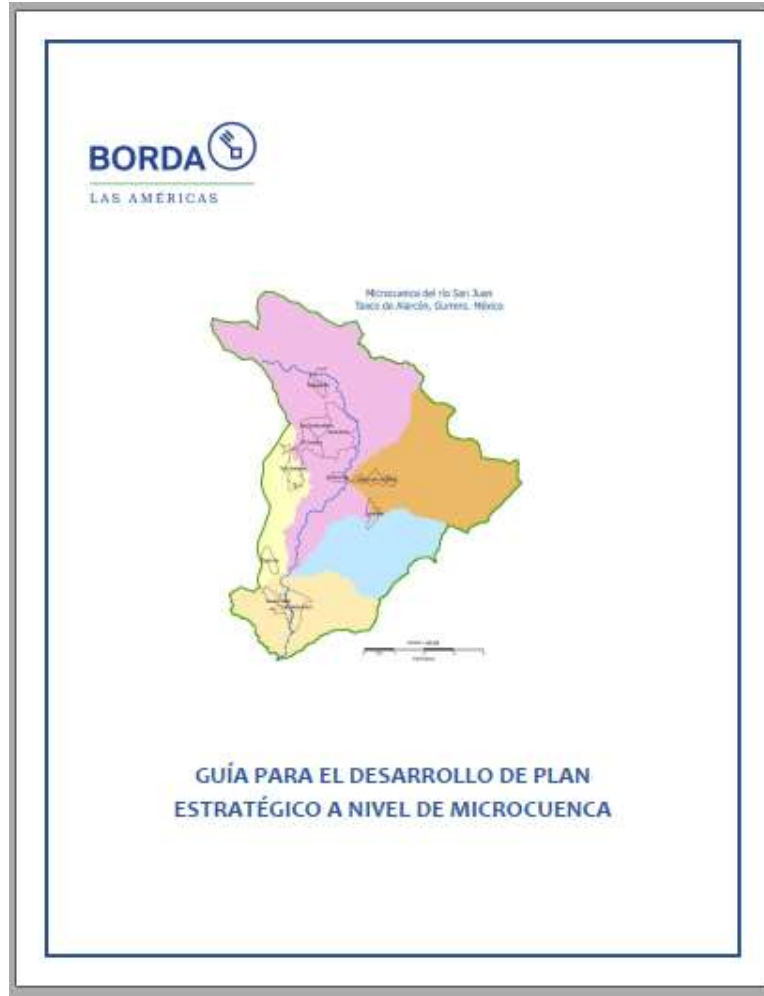 BORDA
LAS AMÉRICAS
Microcuenca del río San Juan
Taxco de Alarcón, Gurrero. México
GUÍA PARA EL DESARROLLO DE PLAN
ESTRATÉGICO A NIVEL DE MICROCUENCA